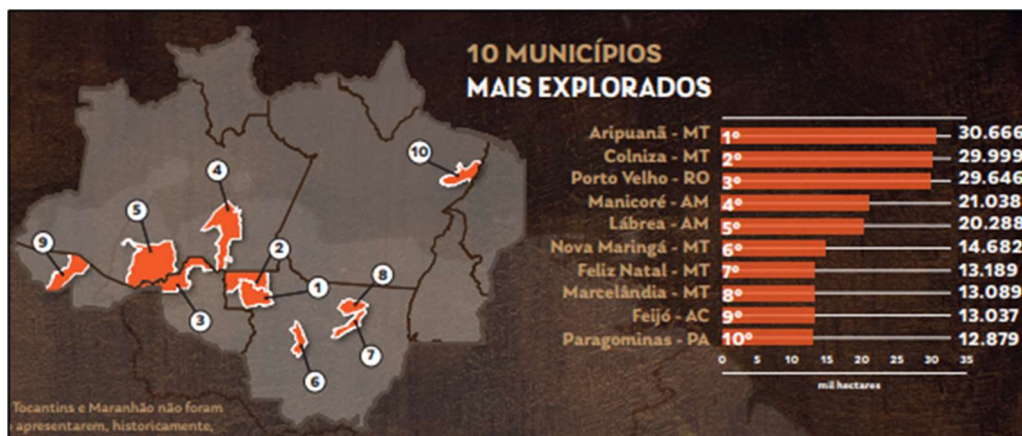 10 MUNICÍPIOS
MAIS EXPLORADOS
Aripuanã - MT 1º 30.666
Colniza - MT 2º 29.999
Porto Velho - RO 3º 29.646
Manicoré - AM 4º 21.038
Lábrea - AM 5º 20.288
Nova Maringá - MT 6º 14.682
Feliz Natal - MT 7º 13.189
Marcelândia - MT 8º 13.089
Feijó - AC 9º 13.037
Paragominas - PA 10º 12.879
0 5 10 15 20 25 30 35
mil hectares
10
4
5
9
2
8
1
3
7
6
Tocantins e Maranhão não foram
apresentarem, historicamente,